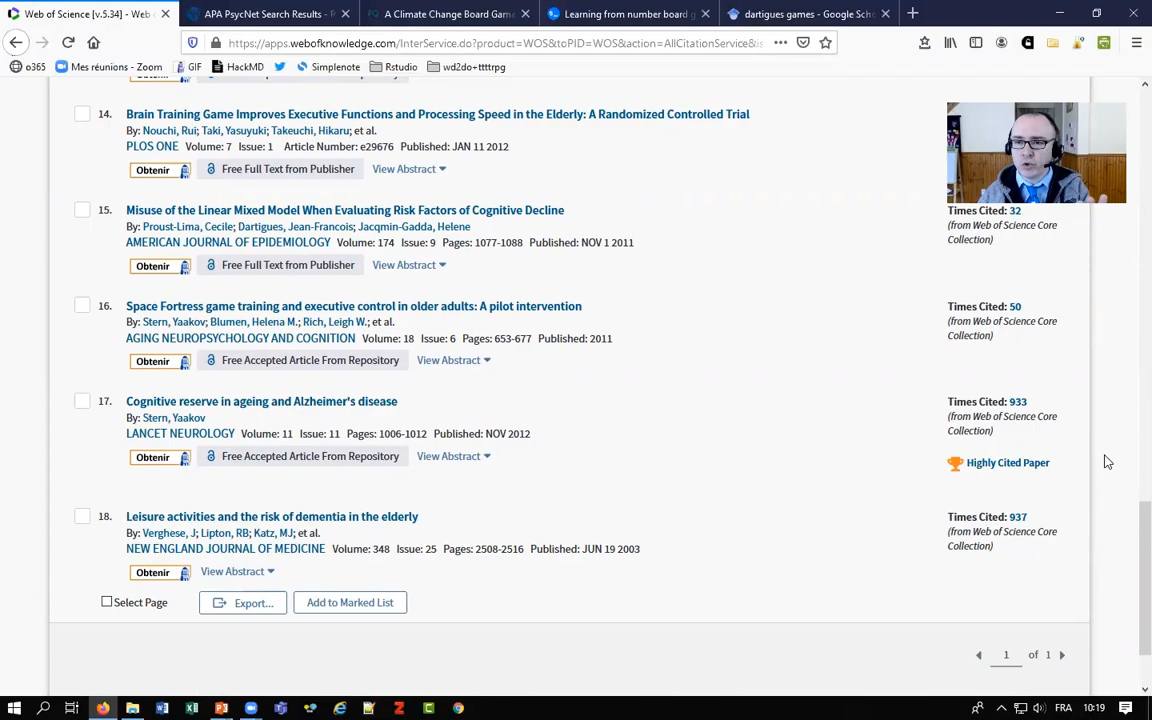 Web of Science [v.5.34] - Web o
APA PsycNet Search Results - P
A Climate Change Board Gam
Learning from number board g
dartigues games - Google Sch
https://apps.webofknowledge.com/InterService.do?product=WOS&toPID=WOS&action=AllCitationService&is
o365
Mes réunions - Zoom
GIF
HackMD
Simplenote
Rstudio
wd2do+ttttrpg
14. Brain Training Game Improves Executive Functions and Processing Speed in the Elderly: A Randomized Controlled Trial
By: Nouchi, Rui; Taki, Yasuyuki; Takeuchi, Hikaru; et al.
PLOS ONE Volume: 7 Issue: 1 Article Number: e29676 Published: JAN 11 2012
Obtenir Free Full Text from Publisher View Abstract
15. Misuse of the Linear Mixed Model When Evaluating Risk Factors of Cognitive Decline
Times Cited: 32
By: Proust-Lima, Cecile; Dartigues, Jean-Francois; Jacqmin-Gadda, Helene
(from Web of Science Core
Collection)
AMERICAN JOURNAL OF EPIDEMIOLOGY Volume: 174 Issue: 9 Pages: 1077-1088 Published: NOV 1 2011
Obtenir Free Full Text from Publisher View Abstract
16. Space Fortress game training and executive control in older adults: A pilot intervention
Times Cited: 50
By: Stern, Yaakov; Blumen, Helena M.; Rich, Leigh W.; et al.
(from Web of Science Core
Collection)
AGING NEUROPSYCHOLOGY AND COGNITION Volume: 18 Issue: 6 Pages: 653-677 Published: 2011
Obtenir Free Accepted Article From Repository View Abstract
17. Cognitive reserve in ageing and Alzheimer's disease
Times Cited: 933
By: Stern, Yaakov
(from Web of Science Core
Collection)
LANCET NEUROLOGY Volume: 11 Issue: 11 Pages: 1006-1012 Published: NOV 2012
Obtenir Free Accepted Article From Repository View Abstract
Highly Cited Paper
18. Leisure activities and the risk of dementia in the elderly
Times Cited: 937
By: Verghese, J; Lipton, RB; Katz, MJ; et al.
(from Web of Science Core
Collection)
NEW ENGLAND JOURNAL OF MEDICINE Volume: 348 Issue: 25 Pages: 2508-2516 Published: JUN 19 2003
Obtenir View Abstract
Select Page Export... Add to Marked List
1 of 1
FRA 10:19